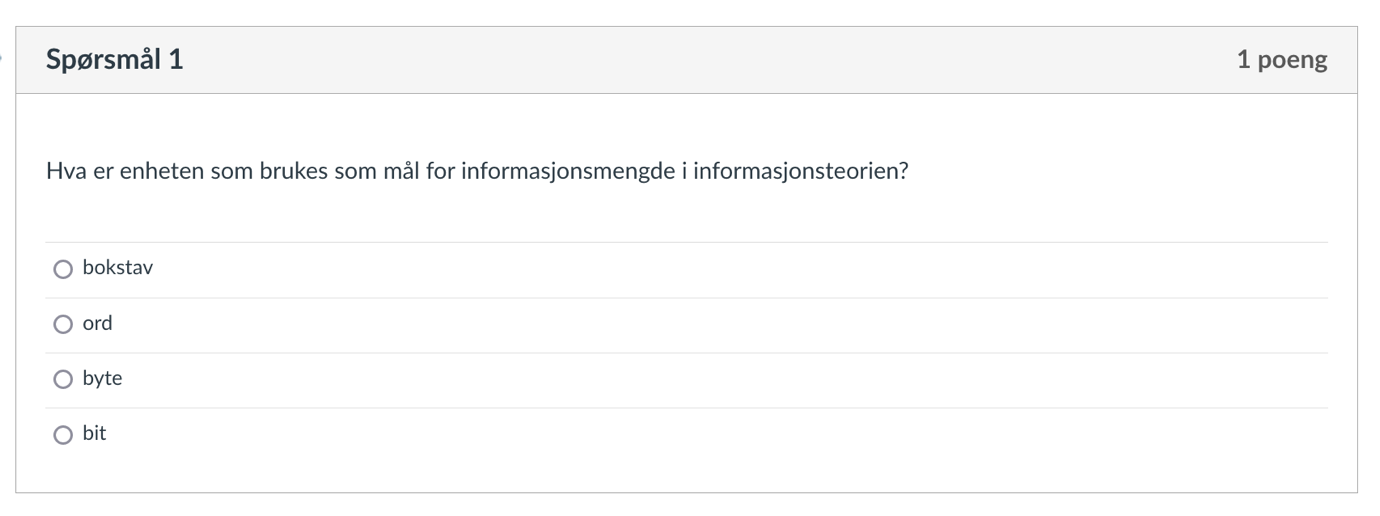 Spørsmål 1
1 poeng
Hva er enheten som brukes som mål for informasjonsmengde i informasjonsteorien?
bokstav
ord
byte
bit